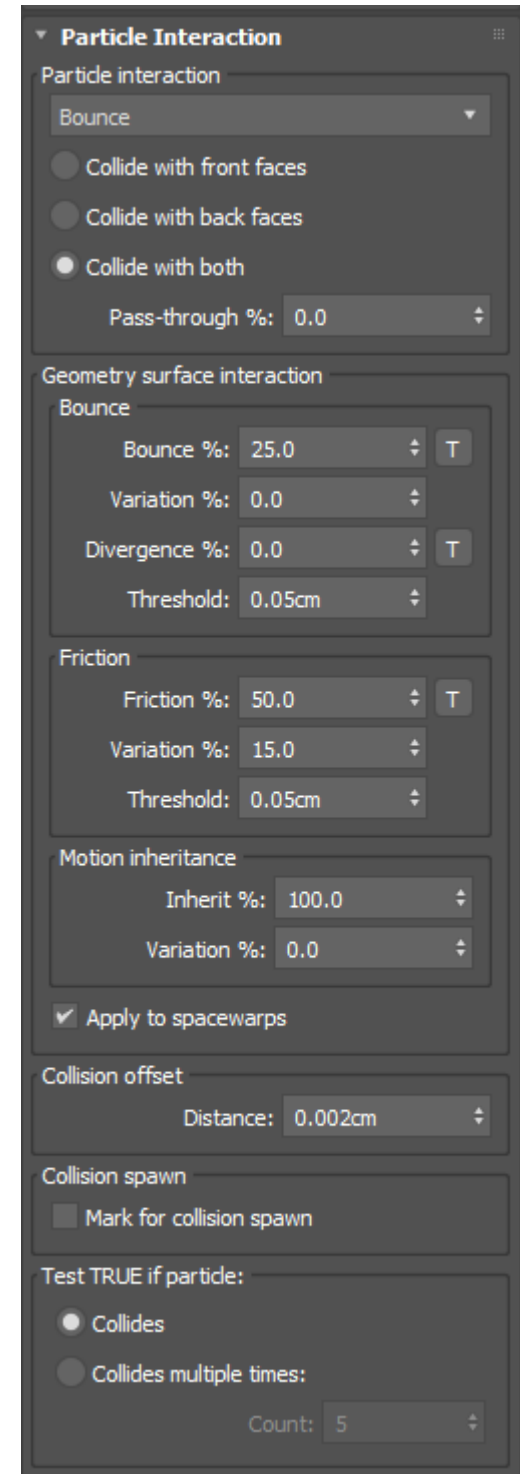 Particle Interaction
Particle interaction
Bounce
Collide with front faces
Collide with back faces
Collide with both
Pass-through %: 0.0
Geometry surface interaction
Bounce
Bounce %: 25.0 T
Variation %: 0.0
Divergence %: 0.0 T
Threshold: 0.05cm
Friction
Friction %: 50.0 T
Variation %: 15.0
Threshold: 0.05cm
Motion inheritance
Inherit %: 100.0
Variation %: 0.0
Apply to spacewarps
Collision offset
Distance: 0.002cm
Collision spawn
Mark for collision spawn
Test TRUE if particle:
Collides
Collides multiple times:
Count: 5